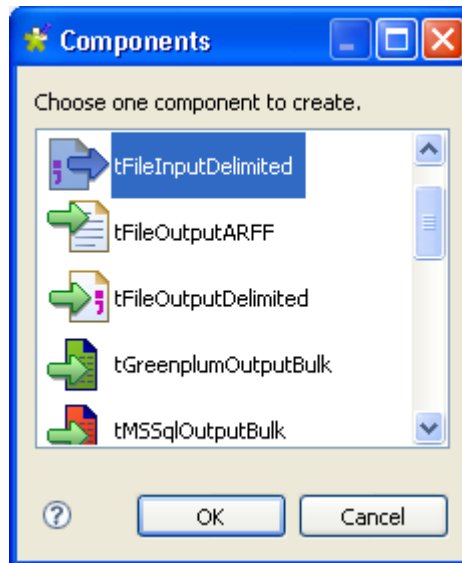 Components
Choose one component to create.
tFileInputDelimited
tFileOutputARFF
tFileOutputDelimited
tGreenplumOutputBulk
tMSSqlOutputBulk
? OK Cancel